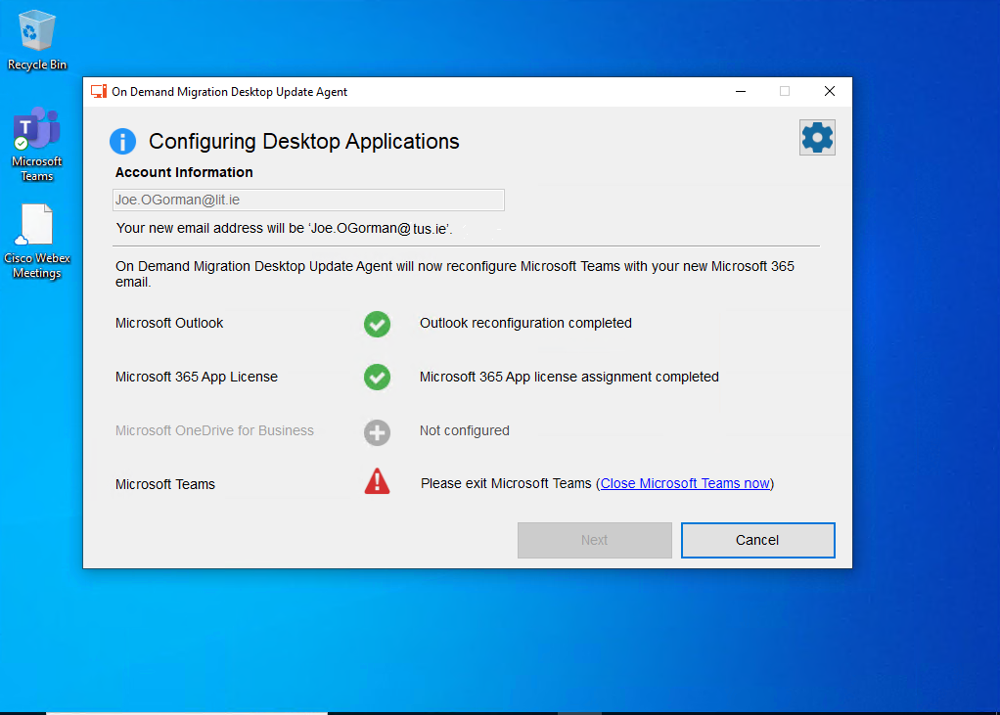 Recycle Bin
On Demand Migration Desktop Update Agent
T
Microsoft
Teams
Configuring Desktop Applications
Account Information
Joe.OGorman@lit.ie
Your new email address will be ‘Joe.OGorman@tus.ie’.
Cisco Webex
Meetings
On Demand Migration Desktop Update Agent will now reconfigure Microsoft Teams with your new Microsoft 365
email.
Microsoft Outlook Outlook reconfiguration completed
Microsoft 365 App License Microsoft 365 App license assignment completed
Microsoft OneDrive for Business Not configured
Microsoft Teams Please exit Microsoft Teams (Close Microsoft Teams now)
Next Cancel